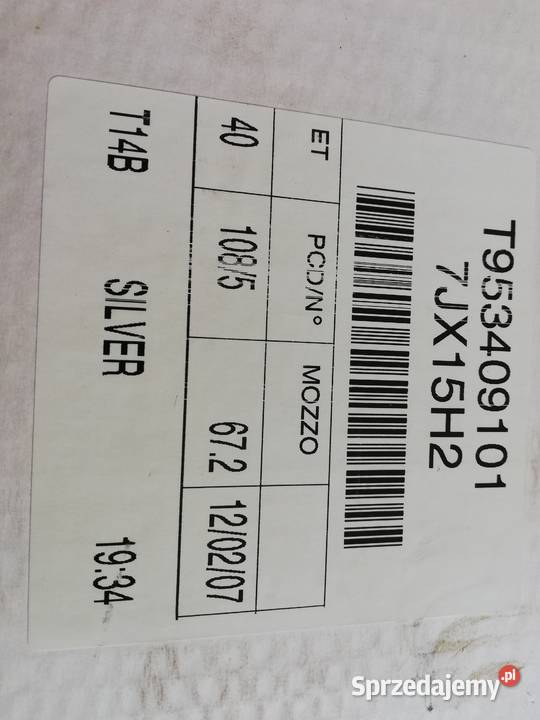 T953409101
7JX15H2
ET PCD/N° MOZZO
40 108/5 67.2 12/02/07
T14B SILVER 19:34
Sprzedajemy.pl